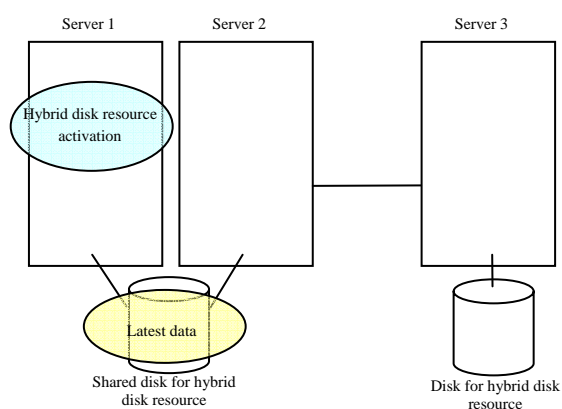 Server 1
Server 2
Server 3
Hybrid disk resource
activation
Latest data
Shared disk for hybrid
disk resource
Disk for hybrid disk
resource